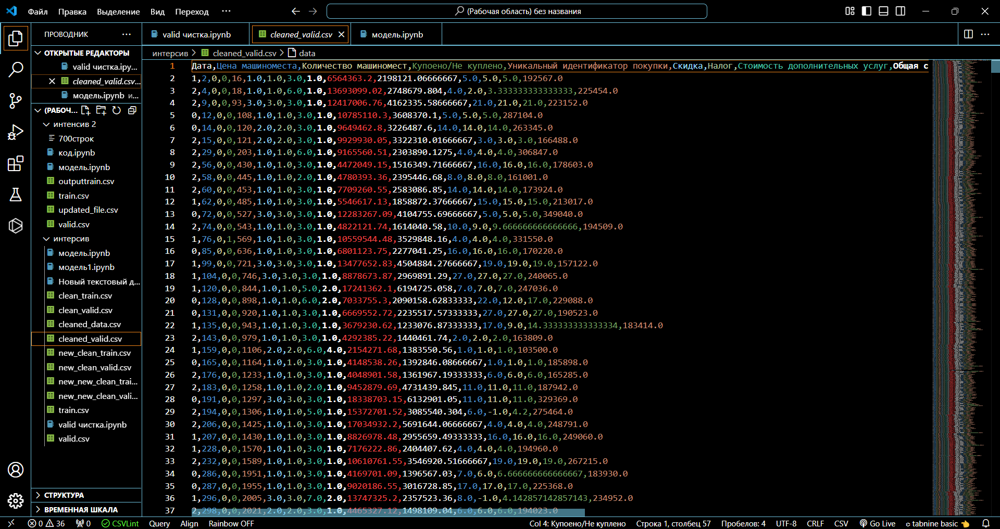 Файл Правка Выделение Вид Переход ··· (Рабочая область) без названия
ПРОВОДНИК ···
valid чистка.ipynb cleaned_valid.csv модель.ipynb
ОТКРЫТЫЕ РЕДАКТОРЫ
valid чистка.ipy...
cleaned_valid.csv...
модель.ipynb и...
(РАБОЧ...
интенсив 2
700строк
код.ipynb
модель.ipynb
outputtrain.csv
train.csv
updated_file.csv
valid.csv
интерсив
модель.ipynb
модель1.ipynb
Новый текстовый д...
clean_train.csv
clean_valid.csv
cleaned_data.csv
cleaned_valid.csv
new_clean_train.csv
new_clean_valid.csv
new_new_clean_trai...
new_new_clean_vali...
train.csv
valid чистка.ipynb
valid.csv
СТРУКТУРА
ВРЕМЕННАЯ ШКАЛА
интерсив > cleaned_valid.csv > data
1 Дата,Цена машиноместа,Количество машиномест,Купоено/Не куплено,Уникальный идентификатор покупки,Скидка,Налог,Стоимость дополнительных услуг,Общая с
2 1,2,0,0,16,1.0,1.0,3.0,1.0,6564363.2,2198121.06666667,5.0,5.0,5.0,192567.0
3 2,4,0,0,18,1.0,1.0,6.0,1.0,13693099.02,2748679.804,4.0,2.0,3.333333333333333,225454.0
4 2,9,0,0,93,3.0,3.0,3.0,1.0,12417006.76,4162335.58666667,21.0,21.0,21.0,223152.0
5 0,12,0,0,108,1.0,1.0,3.0,1.0,10785110.3,3608370.1,5.0,5.0,5.0,287104.0
6 0,14,0,0,120,2.0,2.0,3.0,1.0,9649462.8,3226487.6,14.0,14.0,14.0,263345.0
7 2,15,0,0,121,2.0,2.0,3.0,1.0,9929930.05,3322310.01666667,3.0,3.0,3.0,166488.0
8 2,29,0,0,203,1.0,1.0,6.0,1.0,9165560.51,2303890.1275,4.0,4.0,4.0,306847.0
9 2,56,0,0,430,1.0,1.0,3.0,1.0,4472049.15,1516349.71666667,16.0,16.0,16.0,178603.0
10 2,58,0,0,445,1.0,1.0,2.0,1.0,4780393.36,2395446.68,8.0,8.0,8.0,161001.0
11 2,60,0,0,453,1.0,1.0,3.0,1.0,7709260.55,2583086.85,14.0,14.0,14.0,173924.0
12 1,62,0,0,485,1.0,1.0,3.0,1.0,5546617.13,1858872.37666667,15.0,15.0,15.0,213017.0
13 0,72,0,0,527,3.0,3.0,3.0,1.0,12283267.09,4104755.69666667,5.0,5.0,5.0,349040.0
14 2,74,0,0,543,1.0,1.0,3.0,1.0,4822121.74,1614040.58,10.0,9.0,9.666666666666666,194509.0
15 1,76,0,1,569,1.0,1.0,3.0,1.0,10559544.48,3529848.16,4.0,4.0,4.0,331550.0
16 0,85,0,0,636,1.0,1.0,3.0,1.0,6801123.75,2277041.25,16.0,16.0,16.0,170220.0
17 1,99,0,0,721,3.0,3.0,3.0,1.0,13477652.83,4504884.27666667,19.0,19.0,19.0,157122.0
18 1,104,0,0,746,3.0,3.0,3.0,1.0,8878673.87,2969891.29,27.0,27.0,27.0,240065.0
19 1,120,0,0,844,1.0,1.0,5.0,2.0,17241362.1,6194725.058,7.0,7.0,7.0,247036.0
20 0,128,0,0,898,1.0,1.0,6.0,2.0,7033755.3,2090158.62833333,22.0,12.0,17.0,229088.0
21 0,131,0,0,920,1.0,1.0,3.0,1.0,6669552.72,2235517.57333333,27.0,27.0,27.0,190523.0
22 1,135,0,0,943,1.0,1.0,3.0,1.0,3679230.62,1233076.87333333,17.0,9.0,14.333333333333334,183414.0
23 2,143,0,0,979,1.0,1.0,3.0,1.0,4292385.22,1440461.74,2.0,2.0,2.0,163809.0
24 1,159,0,0,1106,2.0,2.0,6.0,4.0,2154271.68,1383550.56,1.0,1.0,1.0,103500.0
25 0,165,0,0,1164,1.0,1.0,3.0,1.0,4148538.26,1392846.08666667,1.0,1.0,1.0,185898.0
26 2,176,0,0,1233,1.0,1.0,3.0,1.0,4048901.58,1361967.19333333,6.0,6.0,6.0,165285.0
27 2,183,0,0,1258,1.0,1.0,2.0,1.0,9452879.69,4731439.845,11.0,11.0,11.0,187942.0
28 0,191,0,0,1297,3.0,3.0,3.0,1.0,18338703.15,6132901.05,11.0,11.0,11.0,329369.0
29 2,194,0,0,1306,1.0,1.0,5.0,1.0,15372701.52,3085540.304,6.0,-1.0,4.2,275464.0
30 2,206,0,0,1425,1.0,1.0,3.0,1.0,17034932.2,5691644.06666667,4.0,4.0,4.0,248791.0
31 1,207,0,0,1430,1.0,1.0,3.0,1.0,8826978.48,2955659.49333333,16.0,16.0,16.0,249060.0
32 1,228,0,0,1570,1.0,1.0,3.0,1.0,7176222.86,2404407.62,4.0,4.0,4.0,194960.0
33 2,232,0,0,1589,1.0,1.0,3.0,1.0,10610761.55,3546920.51666667,19.0,19.0,19.0,267215.0
34 0,286,0,0,1951,1.0,1.0,3.0,1.0,4169701.09,1396567.03,7.0,6.0,6.666666666666667,183930.0
35 0,287,0,0,1955,1.0,1.0,3.0,1.0,9020186.55,3016728.85,17.0,17.0,17.0,225368.0
36 1,296,0,0,2005,3.0,3.0,7.0,2.0,13747325.2,2357523.36,8.0,-1.0,4.142857142857143,234952.0
37 2,298,0,0,2021,2.0,2.0,3.0,1.0,4465327.12,1498109.04,6.0,6.0,6.0,194023.0
0 36 0 CSVLint Query Align Rainbow OFF Col 4: Купоено/Не куплено Строка 1, столбец 57 Пробелов: 4 UTF-8 CRLF CSV Go Live tabnine basic